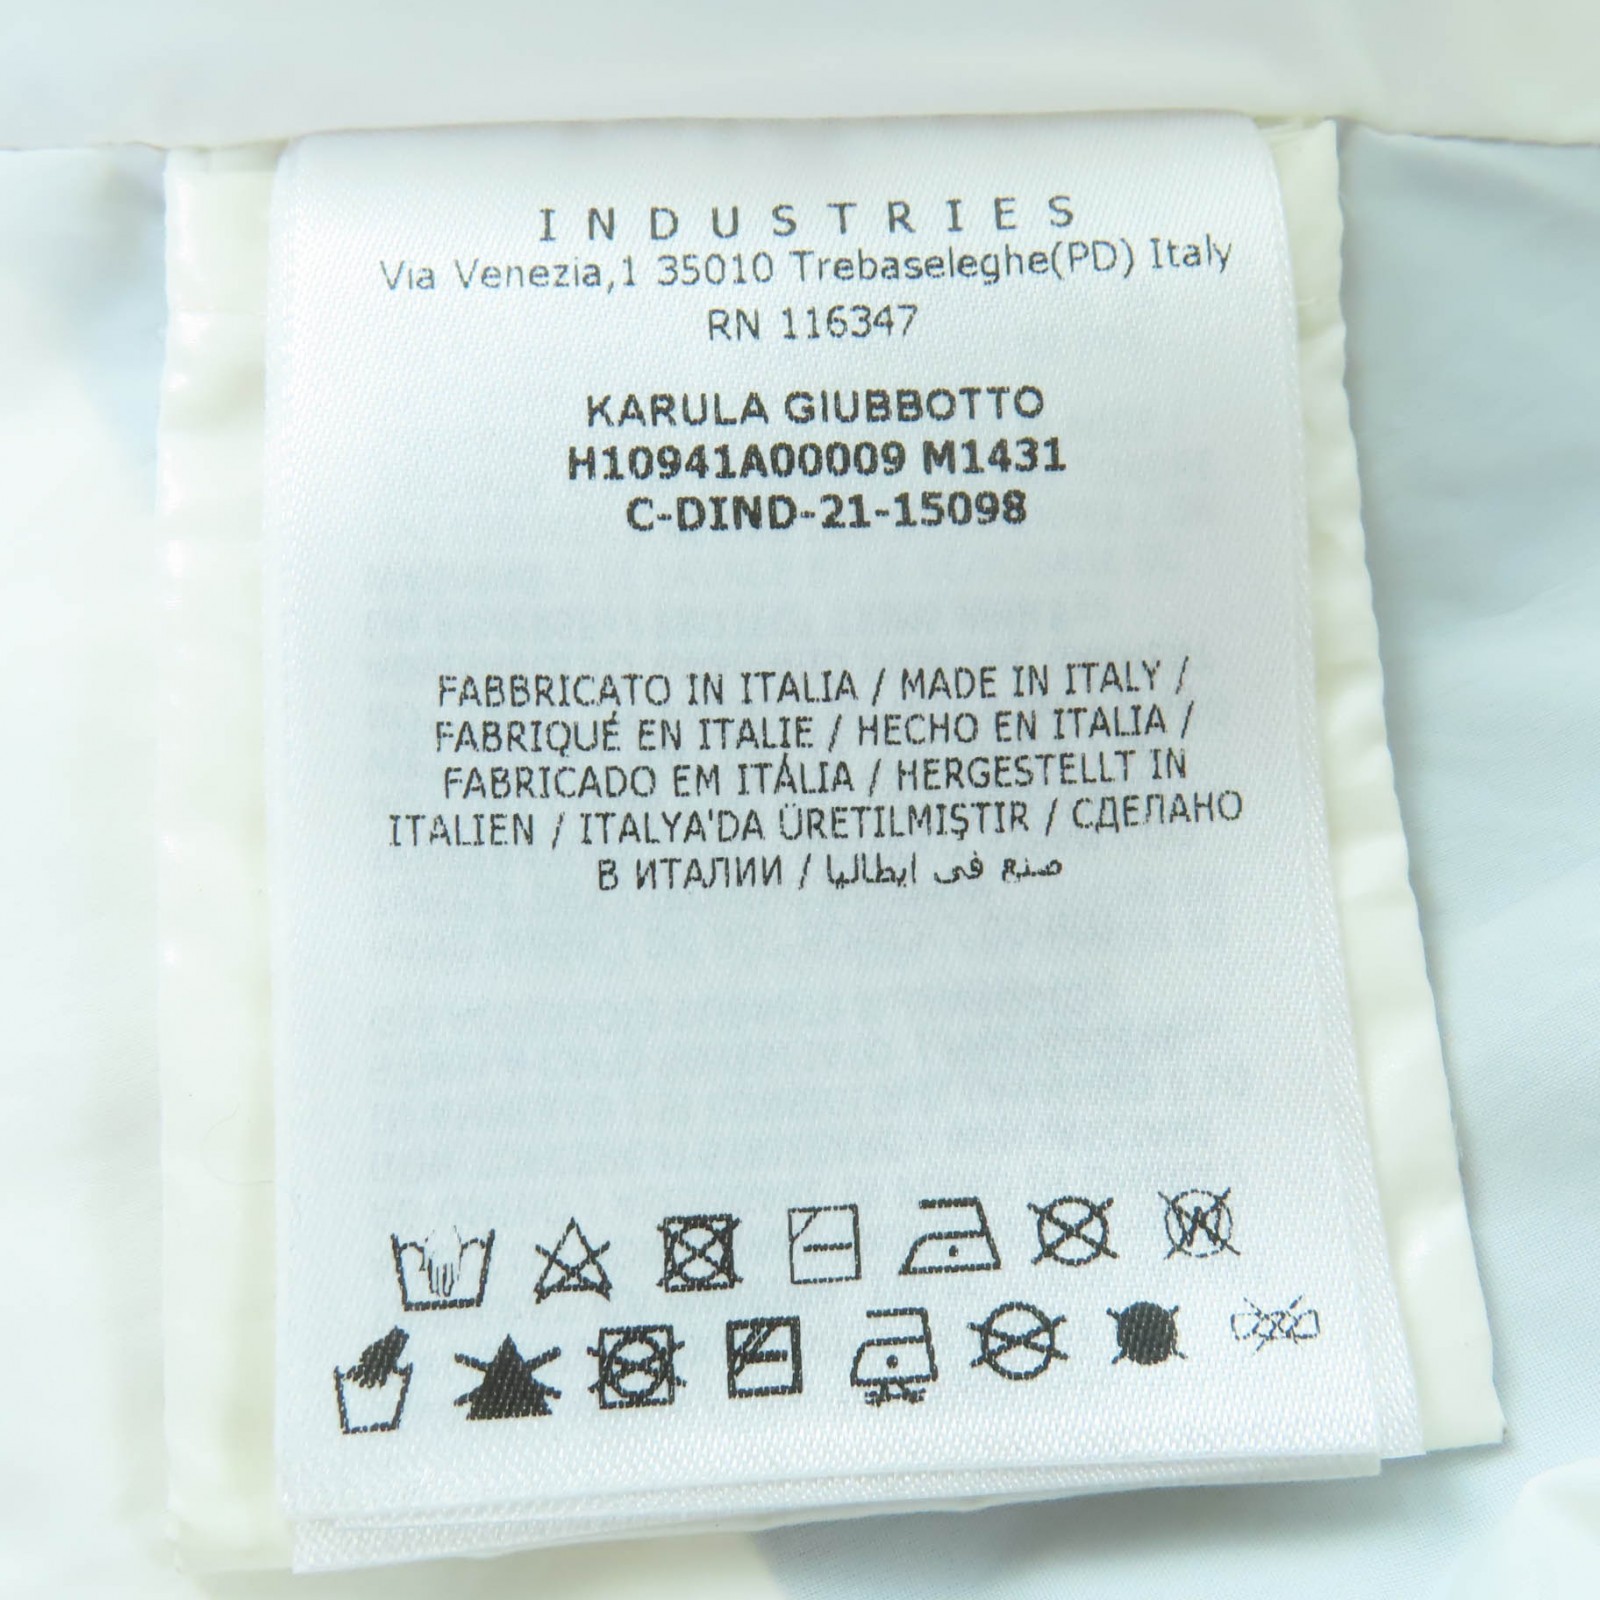 INDUSTRIES
Via Venezia,1 35010 Trebaseleghe(PD) Italy
RN 116347
KARULA GIUBBOTTO
H10941A00009 M1431
C-DIND-21-15098
FABBRICATO IN ITALIA / MADE IN ITALY /
FABRIQUÉ EN ITALIE / HECHO EN ITALIA /
FABRICADO EM ITÁLIA / HERGESTELLT IN
ITALIEN / ITALYA'DA ÜRETILMIŞTIR / СДЕЛАНО
В ИТАЛИИ / صنع فى ايطاليا
W